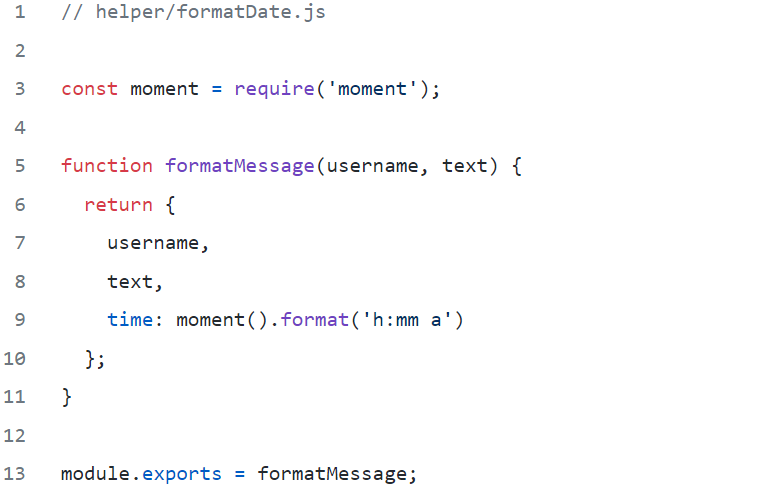 1 // helper/formatDate.js
2
3 const moment = require('moment');
4
5 function formatMessage(username, text) {
6   return {
7     username,
8     text,
9     time: moment().format('h:mm a')
10   };
11 }
12
13 module.exports = formatMessage;